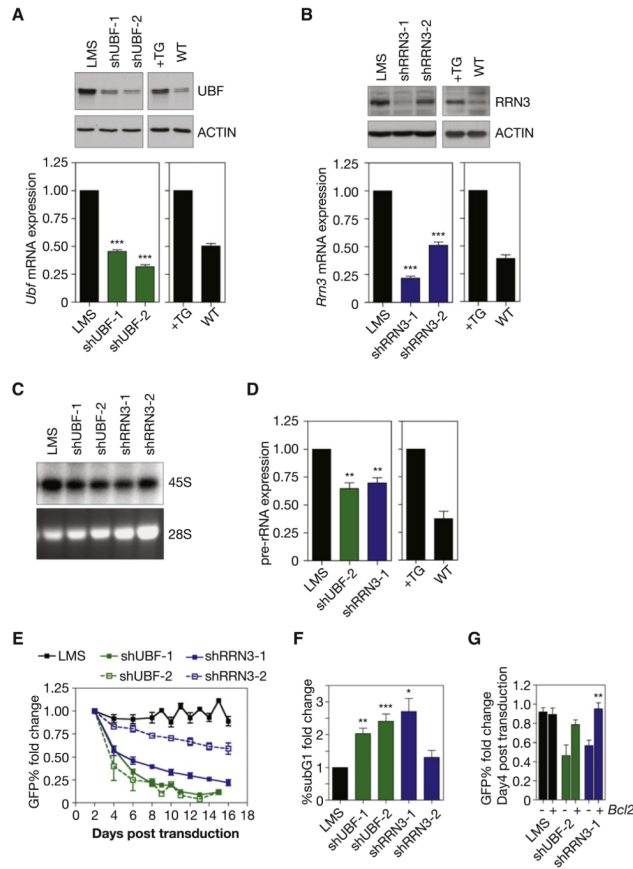 A
LMS
shUBF-1
shUBF-2
+TG
WT
UBF
ACTIN
Ubf mRNA expression
1.25
1.00
0.75
0.50
0.25
0
***
***
LMS
shUBF-1
shUBF-2
+TG
WT
B
LMS
shRRN3-1
shRRN3-2
+TG
WT
RRN3
ACTIN
Rrn3 mRNA expression
1.25
1.00
0.75
0.50
0.25
0
***
***
LMS
shRRN3-1
shRRN3-2
+TG
WT
C
LMS
shUBF-1
shUBF-2
shRRN3-1
shRRN3-2
45S
28S
D
pre-rRNA expression
1.25
1.00
0.75
0.50
0.25
0
**
**
LMS
shUBF-2
shRRN3-1
+TG
WT
E
LMS
shUBF-1
shRRN3-1
shUBF-2
shRRN3-2
GFP% fold change
1.25
1.00
0.75
0.50
0.25
0
0 2 4 6 8 10 12 14 16 18
Days post transduction
F
%subG1 fold change
3
2
1
0
**
***
*
LMS
shUBF-1
shUBF-2
shRRN3-1
shRRN3-2
G
GFP% fold change
Day4 post transduction
1.2
1.0
0.8
0.6
0.4
0.2
0
**
- + - + - + Bcl2
LMS
shUBF-2
shRRN3-1